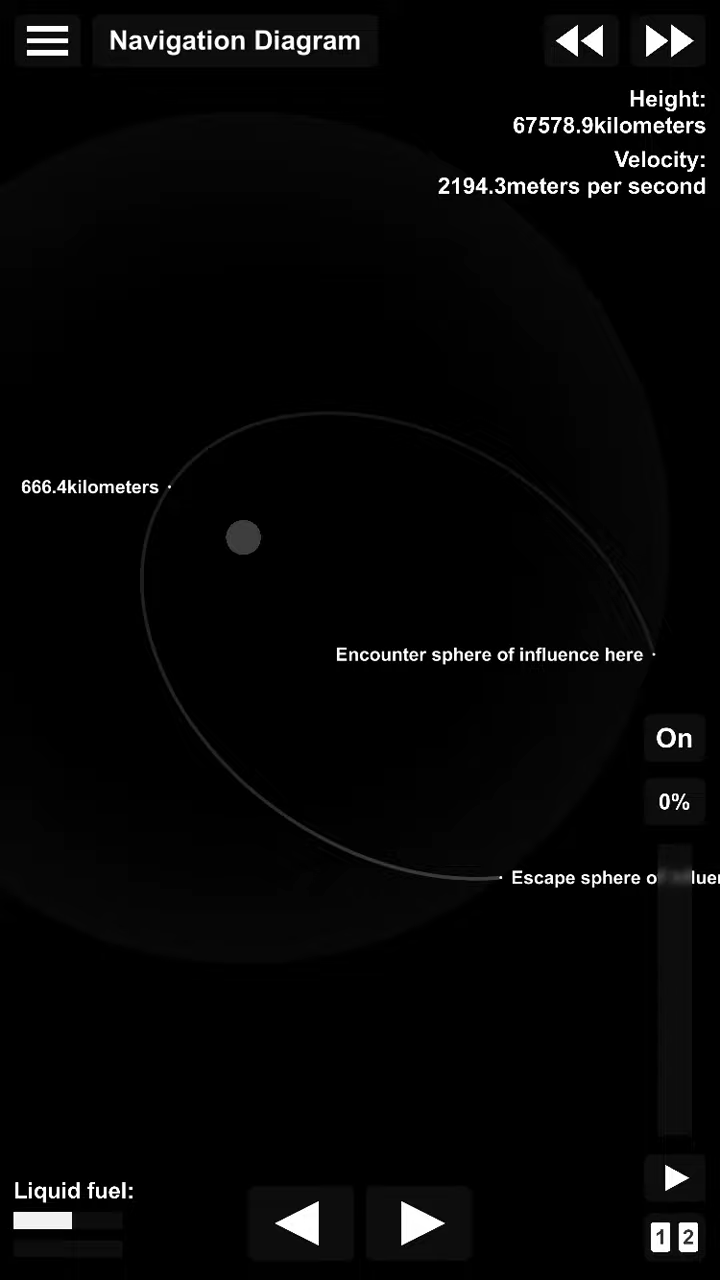 Navigation Diagram
Height:
67578.9kilometers
Velocity:
2194.3meters per second
666.4kilometers
Encounter sphere of influence here
On
0%
Escape sphere
Liquid fuel:
1 2